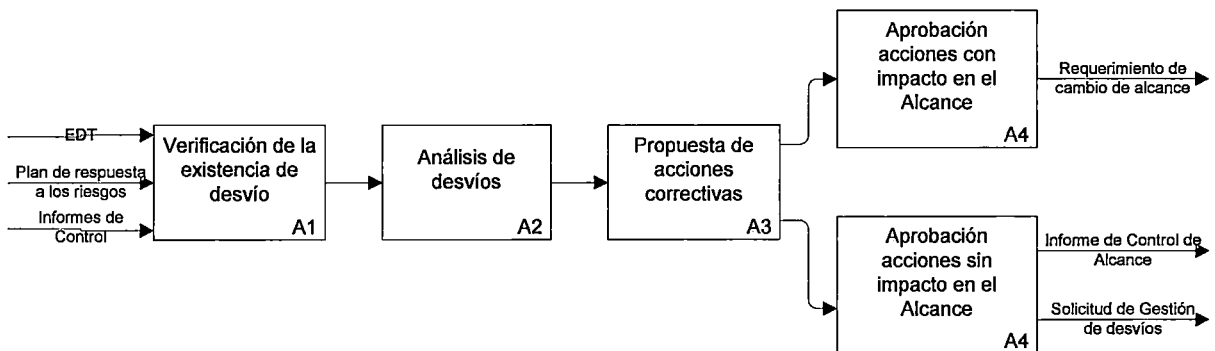 EDT
Plan de respuesta
a los riesgos
Informes de
Control
Verificación de la
existencia de
desvío
A1
Análisis de
desvíos
A2
Propuesta de
acciones
correctivas
A3
Aprobación
acciones con
impacto en el
Alcance
A4
Requerimiento de
cambio de alcance
Aprobación
acciones sin
impacto en el
Alcance
A4
Informe de Control de
Alcance
Solicitud de Gestión
de desvíos